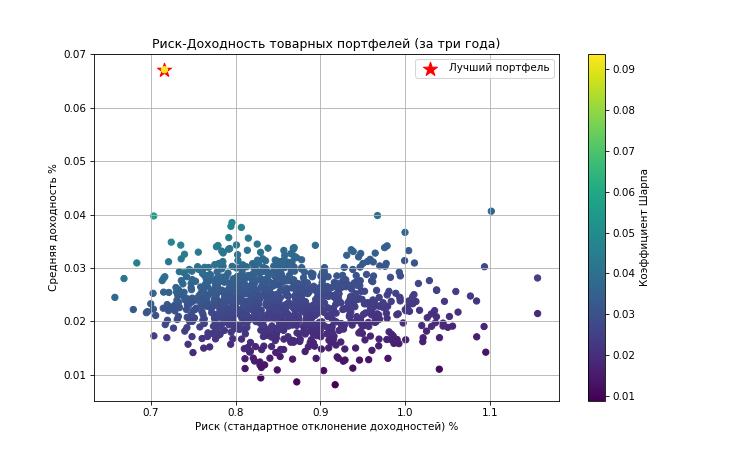 Риск-Доходность товарных портфелей (за три года)
Лучший портфель
Средняя доходность %
0.07
0.06
0.05
0.04
0.03
0.02
0.01
0.7 0.8 0.9 1.0 1.1
Риск (стандартное отклонение доходностей) %
0.09
0.08
0.07
0.06
0.05
0.04
0.03
0.02
0.01
Коэффициент Шарпа